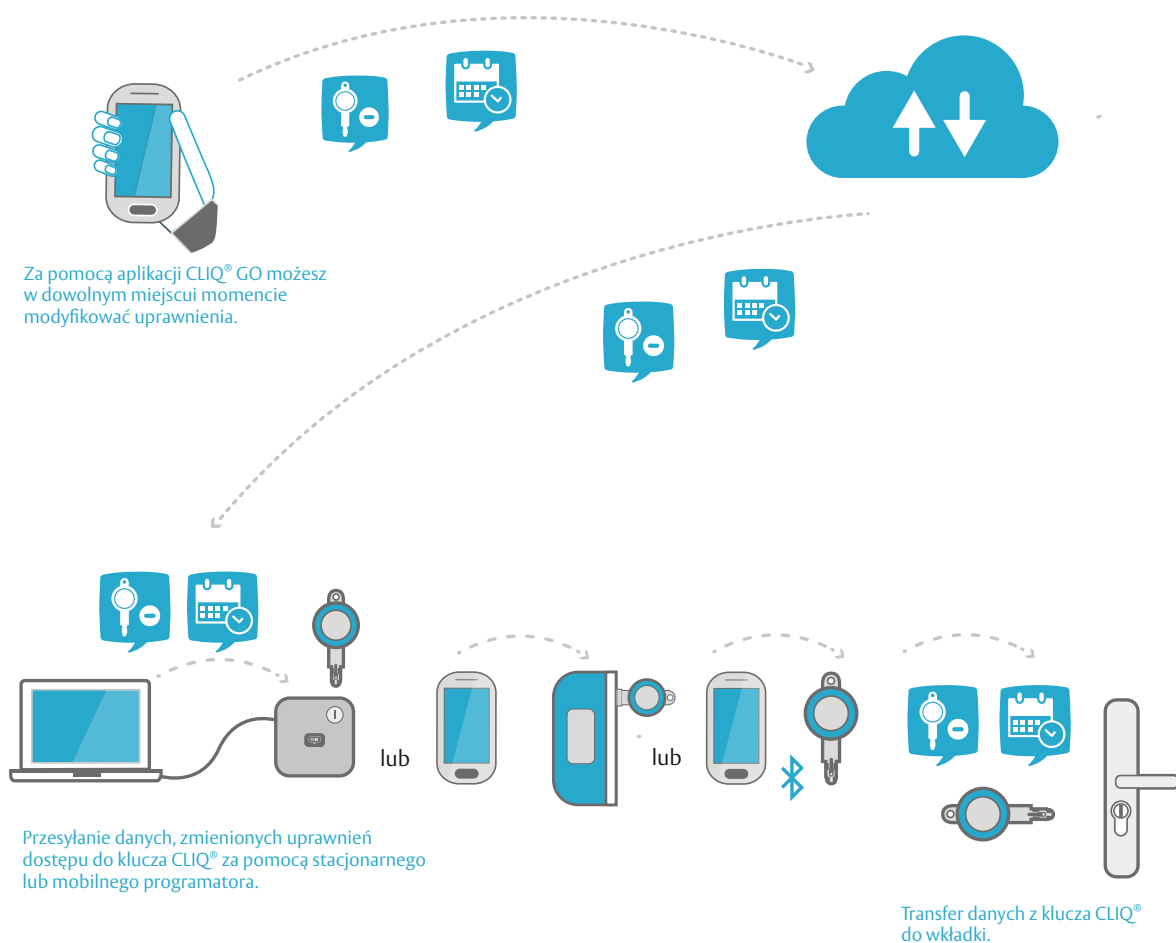 Za pomocą aplikacji CLIQ® GO możesz
w dowolnym miejscui momencie
modyfikować uprawnienia.
lub
lub
Przesyłanie danych, zmienionych uprawnień
dostępu do klucza CLIQ® za pomocą stacjonarnego
lub mobilnego programatora.
Transfer danych z klucza CLIQ®
do wkładki.